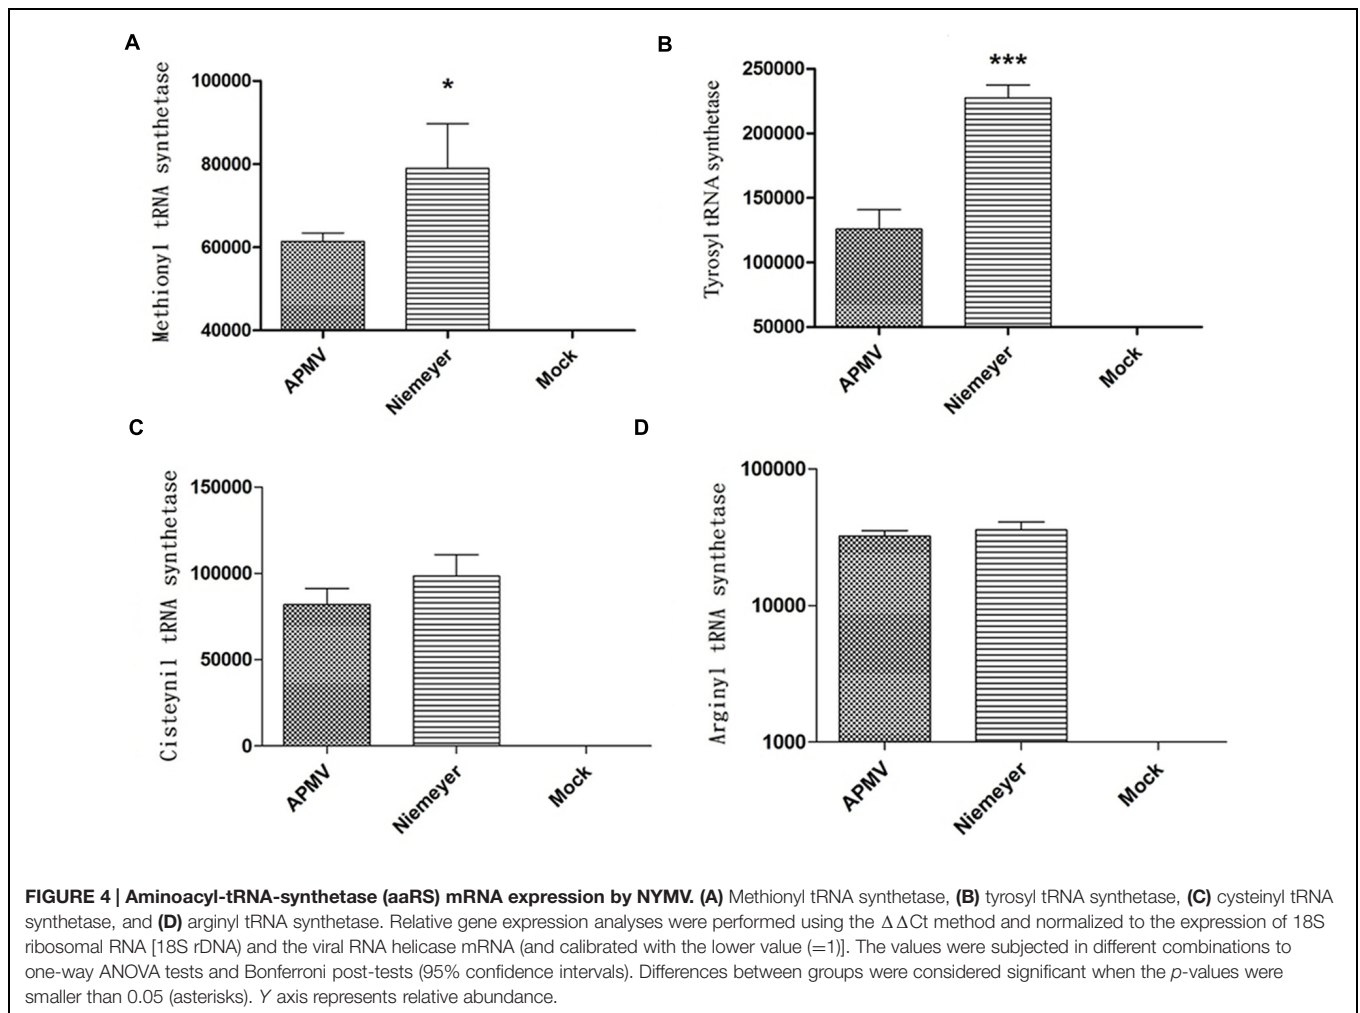 A
Methionyl tRNA synthetase
100000
80000
60000
40000
*
APMV
Niemeyer
Mock
B
Tyrosyl tRNA synthetase
250000
200000
150000
100000
50000
***
APMV
Niemeyer
Mock
C
Cisteynil tRNA synthetase
150000
100000
50000
0
APMV
Niemeyer
Mock
D
Arginyl tRNA synthetase
100000
10000
1000
APMV
Niemeyer
Mock
FIGURE 4 | Aminoacyl-tRNA-synthetase (aaRS) mRNA expression by NYMV. (A) Methionyl tRNA synthetase, (B) tyrosyl tRNA synthetase, (C) cysteinyl tRNA
synthetase, and (D) arginyl tRNA synthetase. Relative gene expression analyses were performed using the ΔΔCt method and normalized to the expression of 18S
ribosomal RNA [18S rDNA) and the viral RNA helicase mRNA (and calibrated with the lower value (=1)]. The values were subjected in different combinations to
one-way ANOVA tests and Bonferroni post-tests (95% confidence intervals). Differences between groups were considered significant when the p-values were
smaller than 0.05 (asterisks). Y axis represents relative abundance.